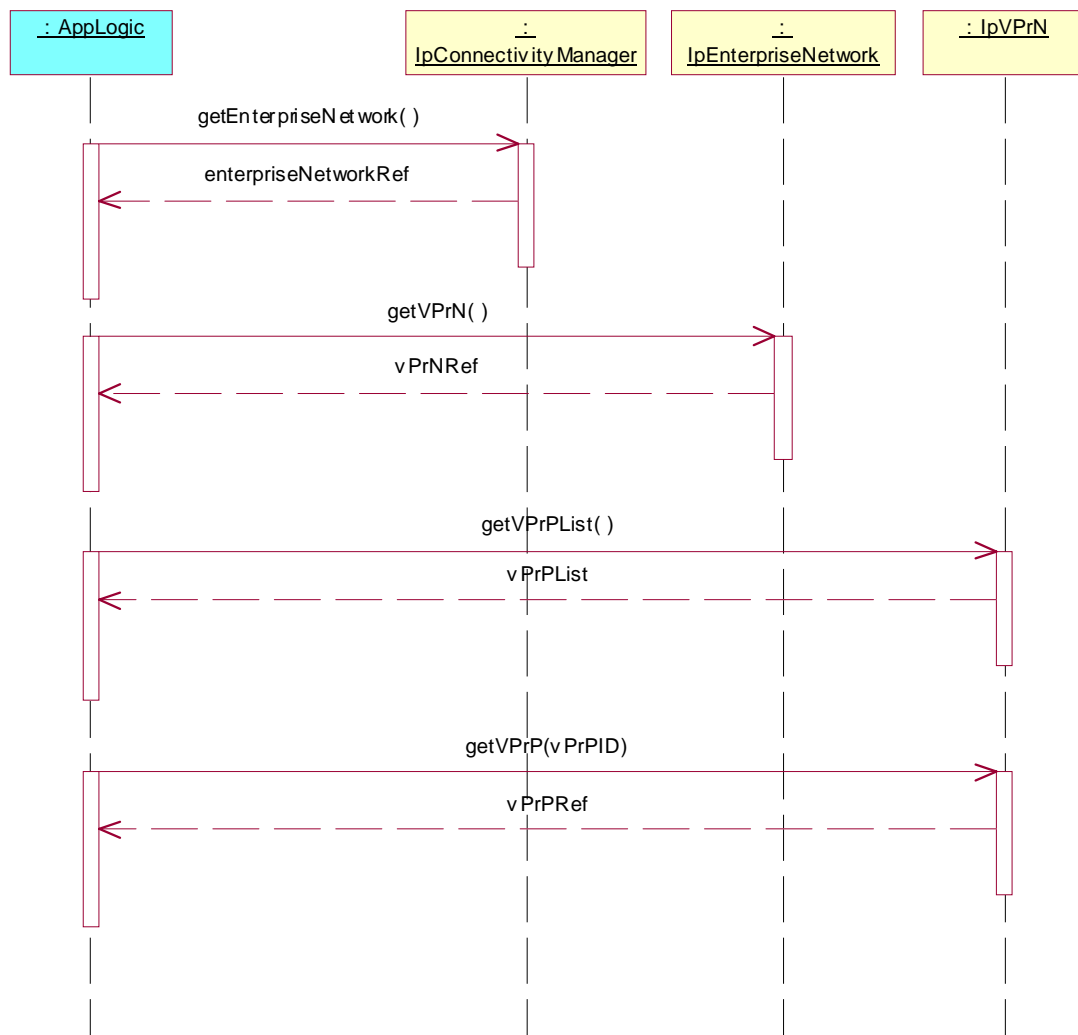 : AppLogic
:
IpConnectivityManager
:
IpEnterpriseNetwork
: IpVPrN
getEnterpriseNetwork( )
enterpriseNetworkRef
getVPrN( )
vPrNRef
getVPrPList( )
vPrPList
getVPrP(vPrPID)
vPrPRef